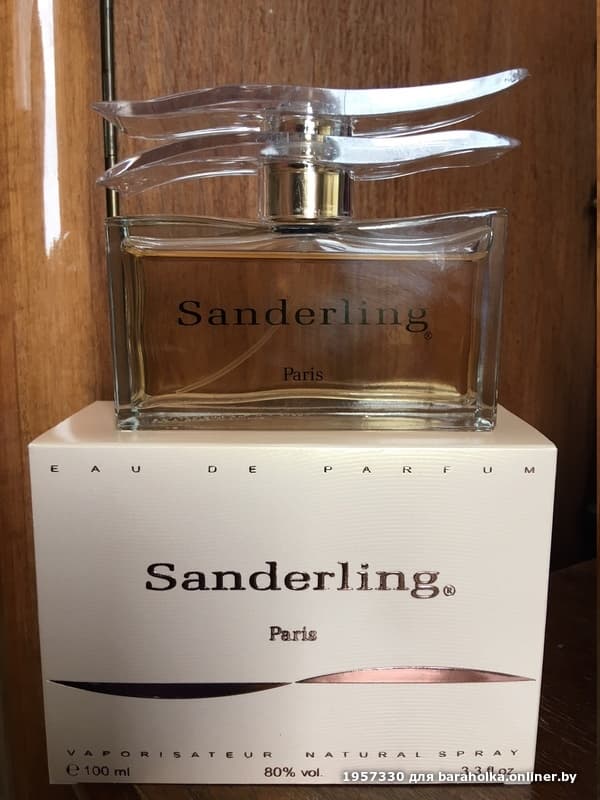 Sanderling®
Paris
EAU DE PARFUM
Sanderling®
Paris
VAPORISATEUR NATURAL SPRAY
℮ 100 ml 80% vol. 3.3 fl oz
1957330 для baraholka.onliner.by